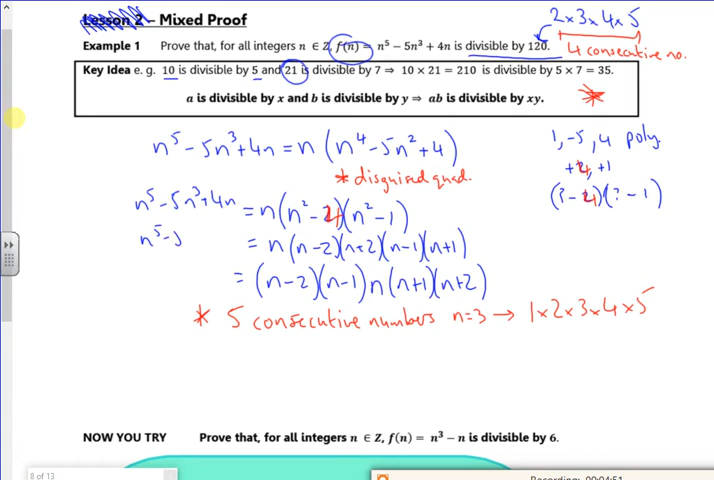 Lesson 2 – Mixed Proof
2 x 3 x 4 x 5
4 consecutive no.
Example 1 Prove that, for all integers n ∈ Z, f(n) = n⁵ − 5n³ + 4n is divisible by 120.
Key Idea e.g. 10 is divisible by 5 and 21 is divisible by 7 ⇒ 10 × 21 = 210 is divisible by 5 × 7 = 35.
a is divisible by x and b is divisible by y ⇒ ab is divisible by xy.
n⁵ − 5n³ + 4n = n (n⁴ − 5n² + 4)
* disguised quad.
1, −5, 4 poly
+4, +1
(? − 4)(? − 1)
n⁵ − 5n³ + 4n = n(n² − 4)(n² − 1)
n⁵ − 5 = n(n − 2)(n + 2)(n − 1)(n + 1)
= (n − 2)(n − 1) n (n + 1)(n + 2)
* 5 consecutive numbers n = 3 → 1 x 2 x 3 x 4 x 5
NOW YOU TRY Prove that, for all integers n ∈ Z, f(n) = n³ − n is divisible by 6.
8 of 13
Recording: 00:04:51